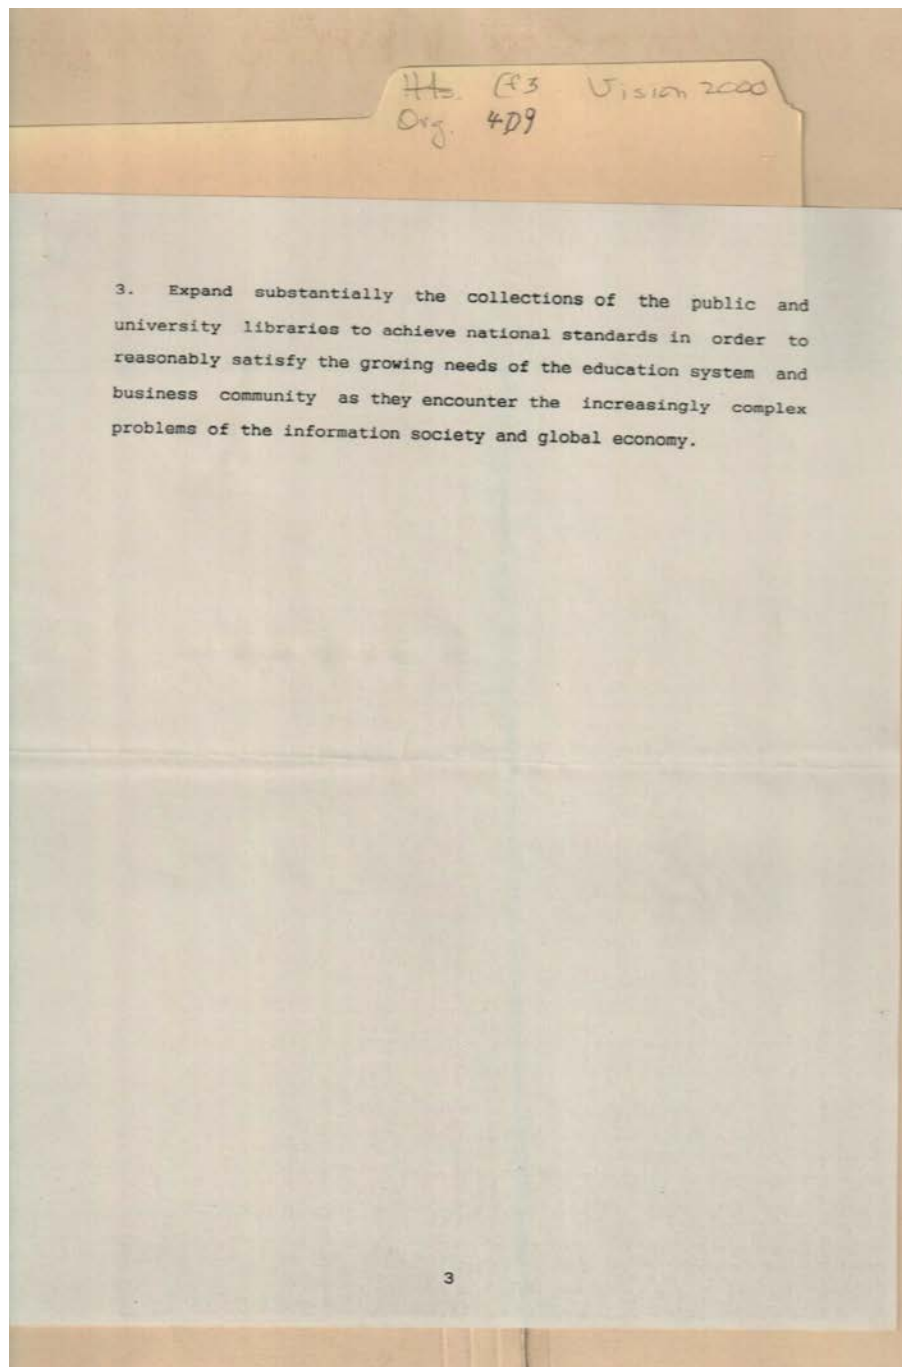 Vision 2000
Org. 4D9
3. Expand substantially the collections of the public and
university libraries to achieve national standards in order to
reasonably satisfy the growing needs of the education system and
business community as they encounter the increasingly complex
problems of the information society and global economy.
3